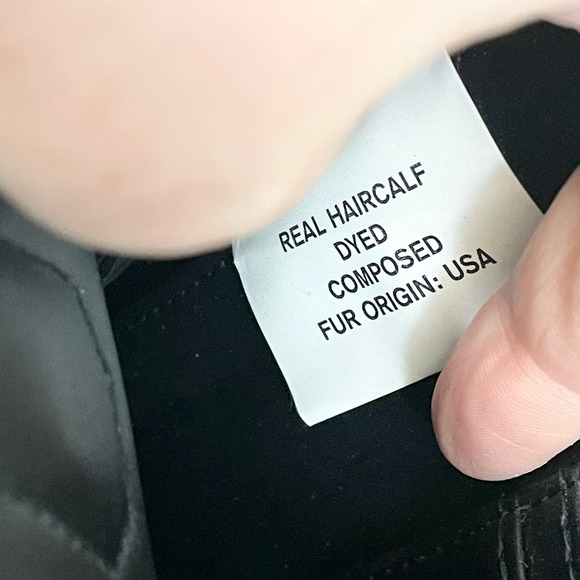 REAL HAIRCALF
DYED
COMPOSED
FUR ORIGIN: USA